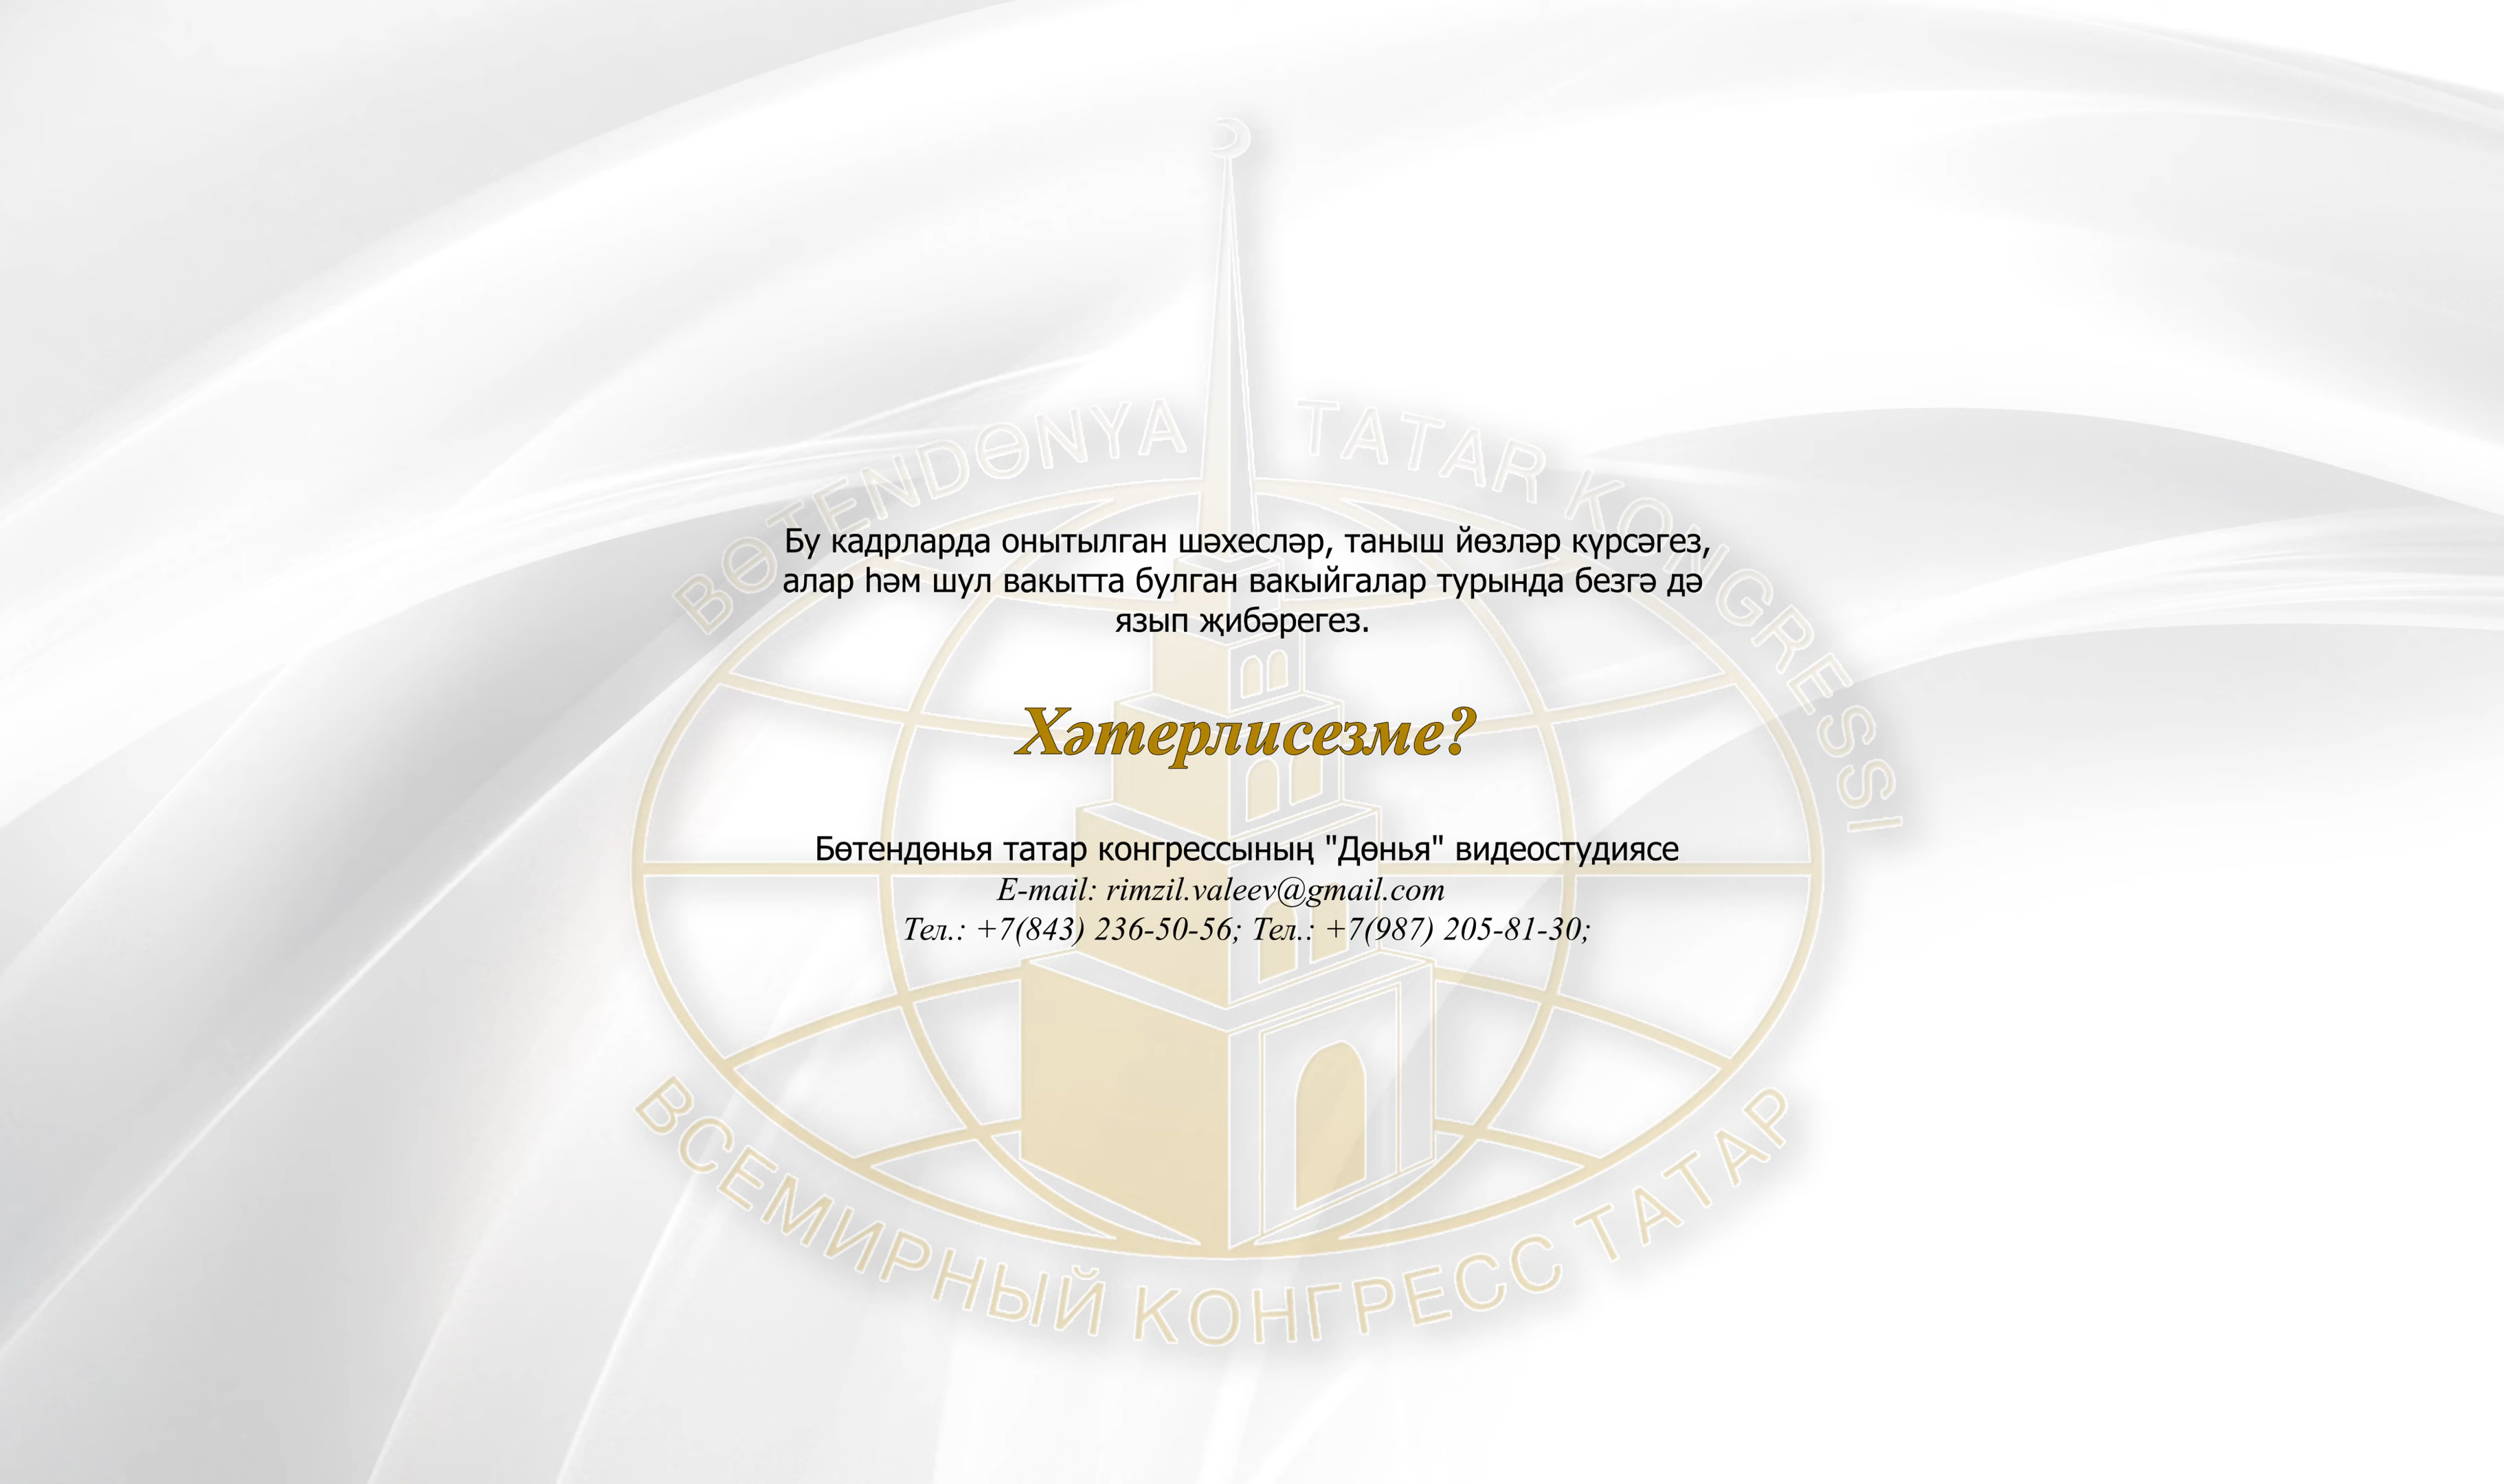 BӨTENDӨNYA TATAR KONGRESSI
Бу кадрларда онытылган шәхесләр, таныш йөзләр күрсәгез,
алар һәм шул вакытта булган вакыйгалар турында безгә дә
язып җибәрегез.
Хәтерлисезме?
Бөтендөнья татар конгрессының "Дөнья" видеостудиясе
E-mail: rimzil.valeev@gmail.com
Тел.: +7(843) 236-50-56; Тел.: +7(987) 205-81-30;
ВСЕМИРНЫЙ КОНГРЕСС ТАТАР